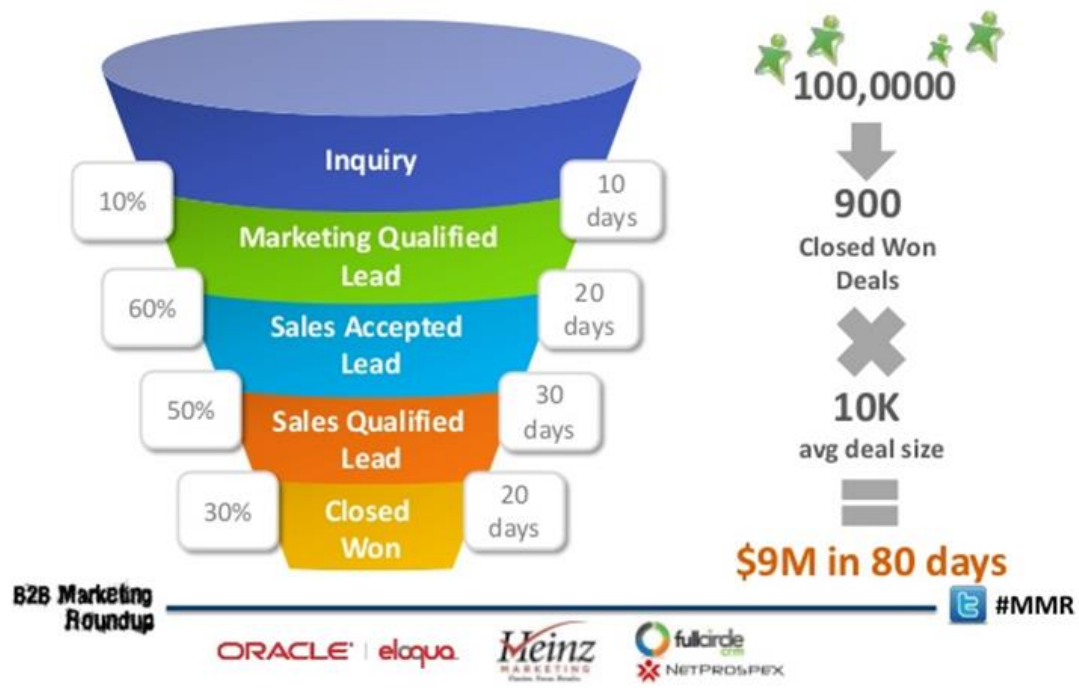 Inquiry
10%
10
days
Marketing Qualified
Lead
60%
20
days
Sales Accepted
Lead
50%
30
days
Sales Qualified
Lead
30%
20
days
Closed
Won
100,0000
900
Closed Won
Deals
10K
avg deal size
$9M in 80 days
B2B Marketing
Roundup
#MMR
ORACLE | eloqua
Heinz
MARKETING
fullcircle
crm
NETPROSPEX